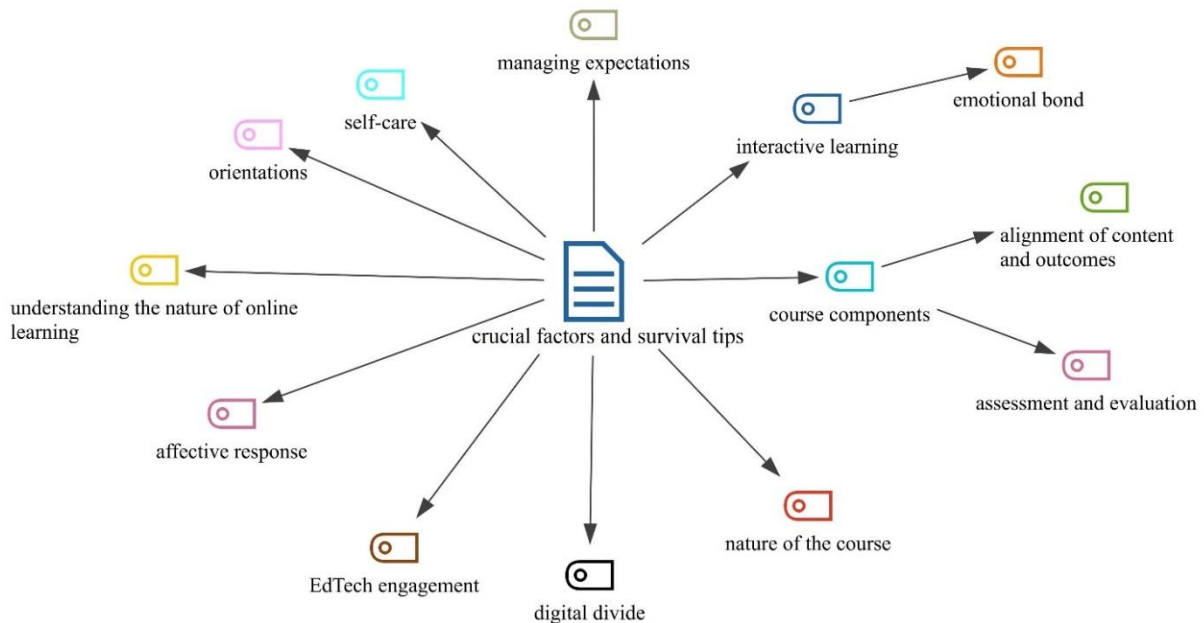 managing expectations
emotional bond
self-care
interactive learning
orientations
alignment of content
and outcomes
understanding the nature of online
learning
course components
crucial factors and survival tips
assessment and evaluation
affective response
nature of the course
EdTech engagement
digital divide